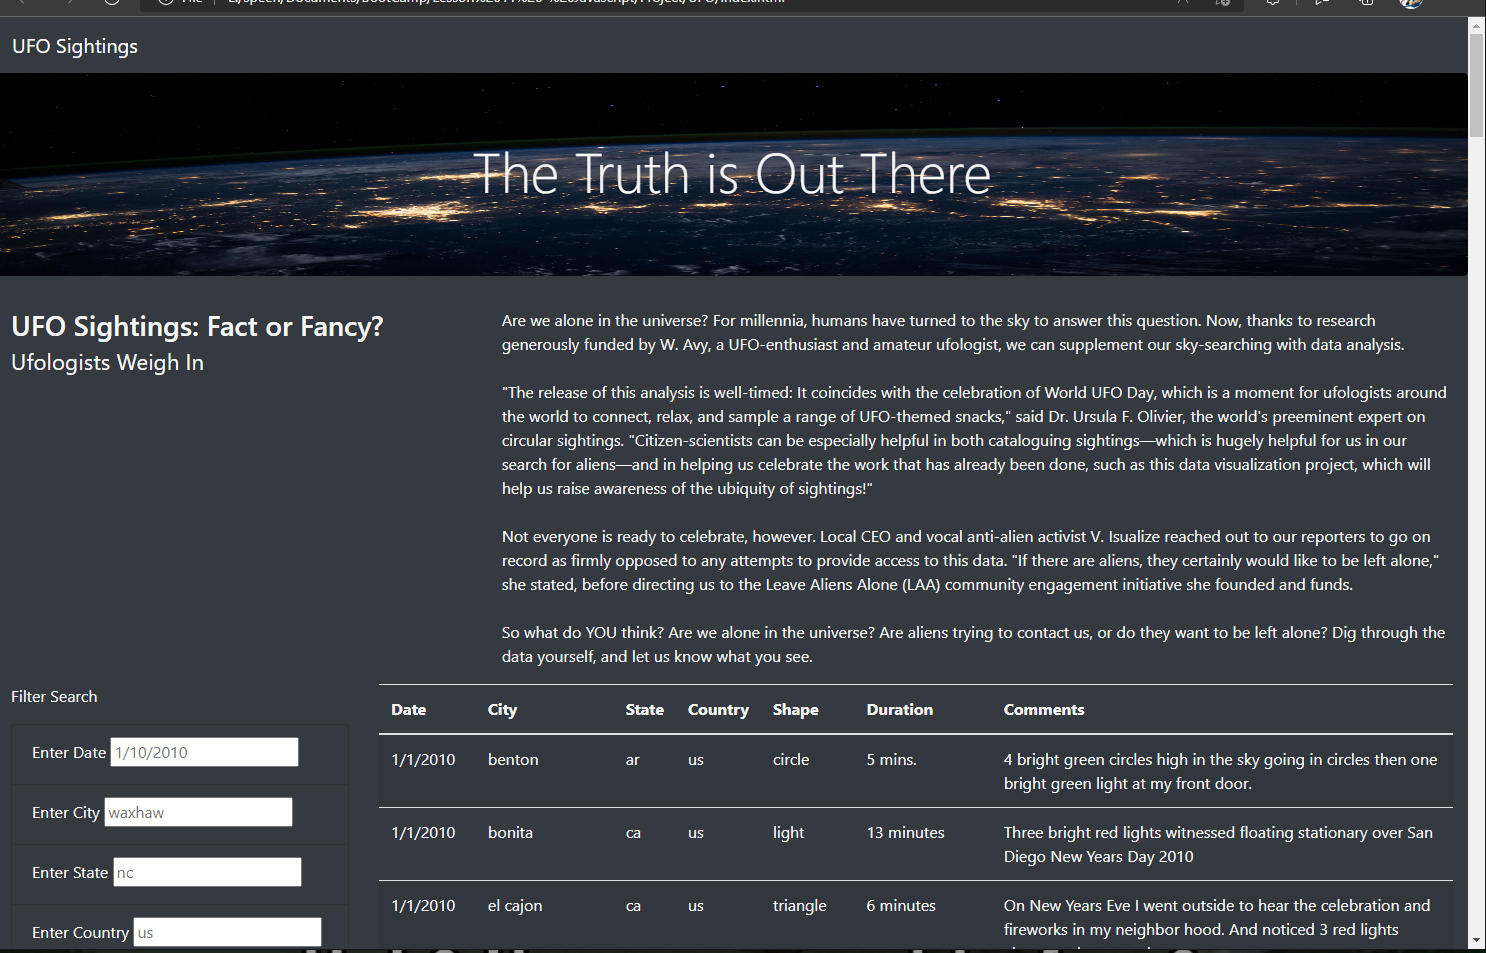 UFO Sightings
The Truth is Out There
UFO Sightings: Fact or Fancy?
Ufologists Weigh In
Are we alone in the universe? For millennia, humans have turned to the sky to answer this question. Now, thanks to research
generously funded by W. Avy, a UFO-enthusiast and amateur ufologist, we can supplement our sky-searching with data analysis.
"The release of this analysis is well-timed: It coincides with the celebration of World UFO Day, which is a moment for ufologists around
the world to connect, relax, and sample a range of UFO-themed snacks," said Dr. Ursula F. Olivier, the world's preeminent expert on
circular sightings. "Citizen-scientists can be especially helpful in both cataloguing sightings—which is hugely helpful for us in our
search for aliens—and in helping us celebrate the work that has already been done, such as this data visualization project, which will
help us raise awareness of the ubiquity of sightings!"
Not everyone is ready to celebrate, however. Local CEO and vocal anti-alien activist V. Isualize reached out to our reporters to go on
record as firmly opposed to any attempts to provide access to this data. "If there are aliens, they certainly would like to be left alone,"
she stated, before directing us to the Leave Aliens Alone (LAA) community engagement initiative she founded and funds.
So what do YOU think? Are we alone in the universe? Are aliens trying to contact us, or do they want to be left alone? Dig through the
data yourself, and let us know what you see.
Filter Search
Enter Date 1/10/2010
Enter City waxhaw
Enter State nc
Enter Country us
Date City State Country Shape Duration Comments
1/1/2010 benton ar us circle 5 mins. 4 bright green circles high in the sky going in circles then one
bright green light at my front door.
1/1/2010 bonita ca us light 13 minutes Three bright red lights witnessed floating stationary over San
Diego New Years Day 2010
1/1/2010 el cajon ca us triangle 6 minutes On New Years Eve I went outside to hear the celebration and
fireworks in my neighbor hood. And noticed 3 red lights